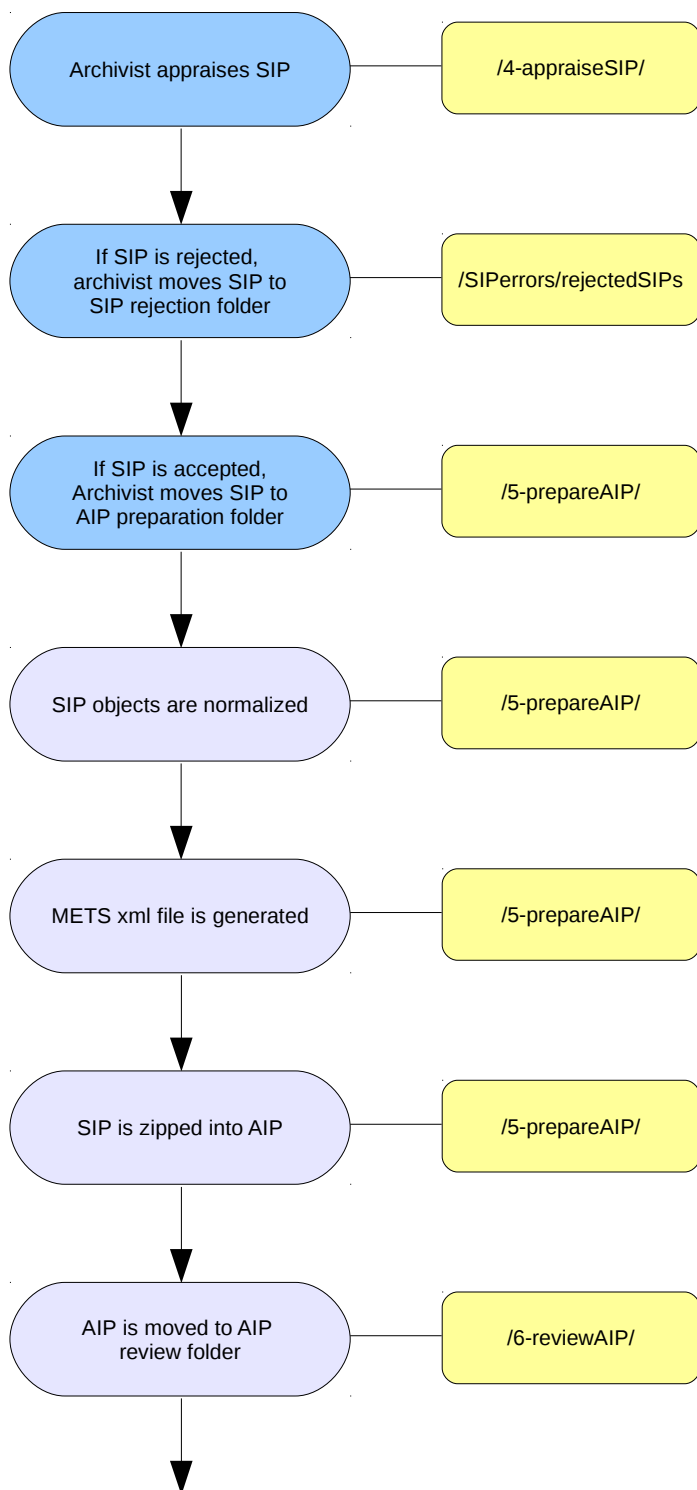 Archivist appraises SIP
/4-appraiseSIP/
If SIP is rejected,
archivist moves SIP to
SIP rejection folder
/SIPerrors/rejectedSIPs
If SIP is accepted,
Archivist moves SIP to
AIP preparation folder
/5-prepareAIP/
SIP objects are normalized
/5-prepareAIP/
METS xml file is generated
/5-prepareAIP/
SIP is zipped into AIP
/5-prepareAIP/
AIP is moved to AIP
review folder
/6-reviewAIP/